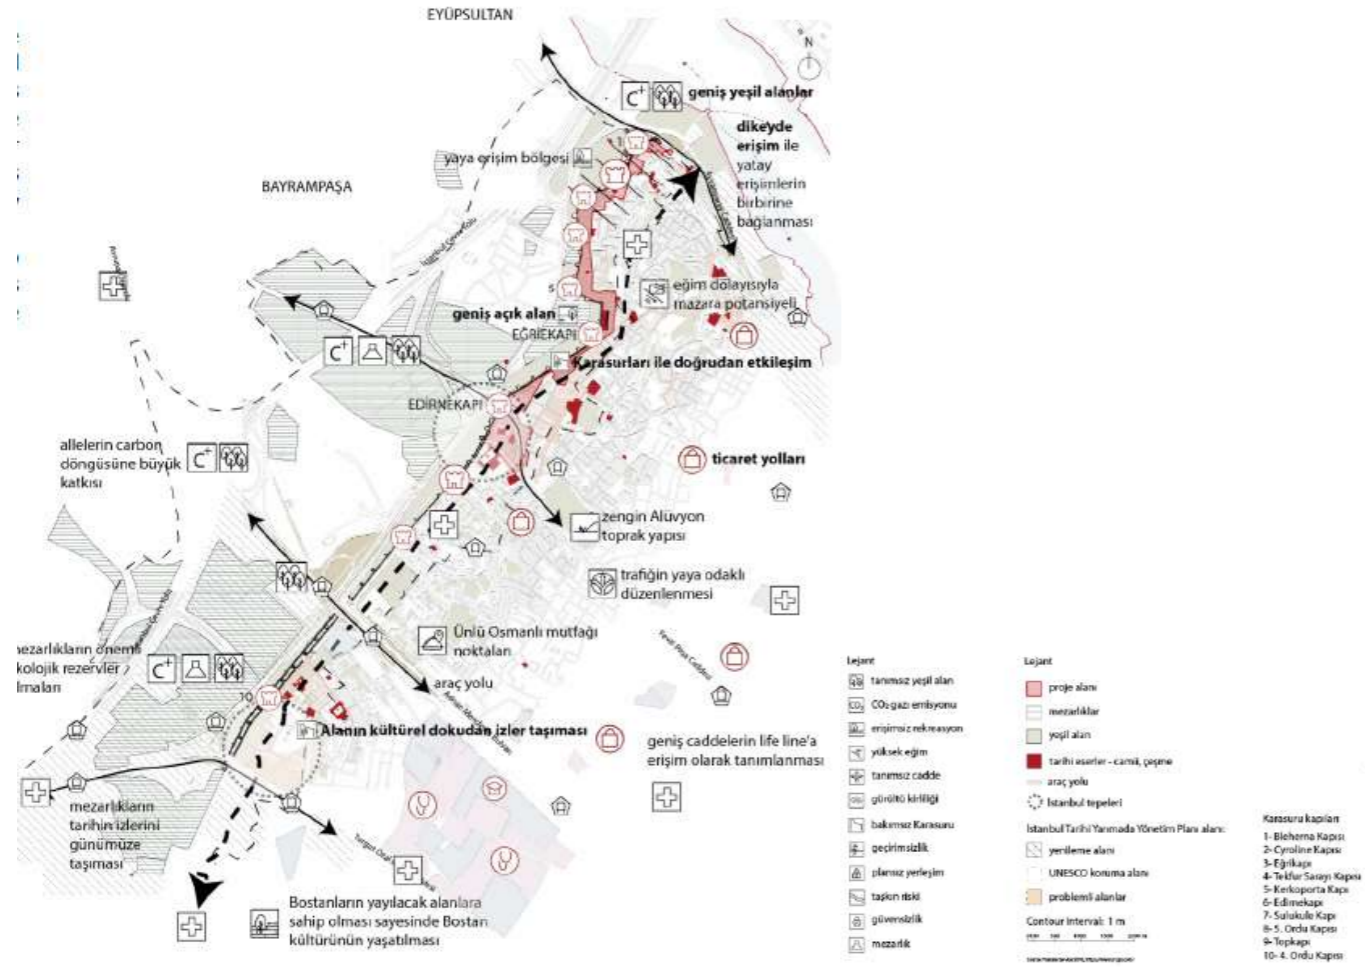 EYÜPSULTAN
N
geniş yeşil alanlar
dikeyde
erişim ile
yatay
erişimlerin
birbirine
bağlanması
yaya erişim bölgesi
BAYRAMPAŞA
1
5
eğim dolayısıyla
mazara potansiyeli
geniş açık alan
EĞRİEKAPI
Karasurları ile doğrudan etkileşim
EDİRNEKAPI
allelerin carbon
döngüsüne büyük
katkısı
ticaret yolları
zengin Alüvyon
toprak yapısı
trafiğin yaya odaklı
düzenlenmesi
Ünlü Osmanlı mutfağı
noktaları
araç yolu
10
Alanın kültürel dokudan izler taşıması
geniş caddelerin life line'a
erişim olarak tanımlanması
mezarlıkların
tarihin izlerini
günümüze
taşıması
Bostanların yayılacak alanlara
sahip olması sayesinde Bostan
kültürünün yaşatılması
Lejant
tanımsız yeşil alan
CO₂ gazı emisyonu
erişimsiz rekreasyon
yüksek eğim
tanımsız cadde
gürültü kirliliği
bakımsız Karasuru
geçirimsizlik
plansız yerleşim
taşkın riski
güvensizlik
mezarlık
Lejant
proje alanı
mezarlıklar
yeşil alan
tarihi eserler - camii, çeşme
araç yolu
İstanbul tepeleri
İstanbul Tarihi Yarımada Yönetim Planı alanı:
yenileme alanı
UNESCO koruma alanı
problemli alanlar
Contour Interval: 1 m
Karasuru kapıları
1- Bleherna Kapısı
2- Cyroline Kapısı
3- Eğrikapı
4- Tekfur Sarayı Kapısı
5- Kerkoporta Kapı
6- Edirnekapı
7- Sulukule Kapı
8- 5. Ordu Kapısı
9- Topkapı
10- 4. Ordu Kapısı